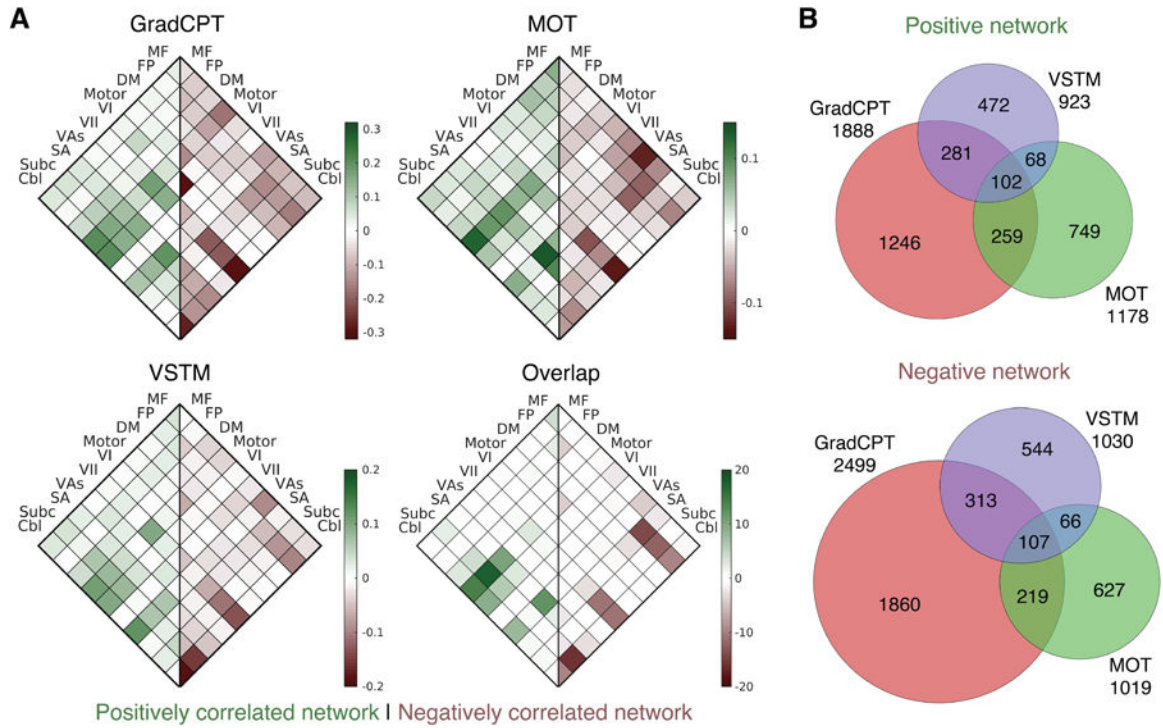 A
GradCPT
MF
FP
DM
Motor
VI
VII
VAs
SA
Subc
Cbl
MF
FP
DM
Motor
VI
VII
VAs
SA
Subc
Cbl
0.3
0.2
0.1
0
-0.1
-0.2
-0.3
MOT
MF
FP
DM
Motor
VI
VII
VAs
SA
Subc
Cbl
MF
FP
DM
Motor
VI
VII
VAs
SA
Subc
Cbl
0.1
0
-0.1
VSTM
MF
FP
DM
Motor
VI
VII
VAs
SA
Subc
Cbl
MF
FP
DM
Motor
VI
VII
VAs
SA
Subc
Cbl
0.2
0.1
0
-0.1
-0.2
Overlap
MF
FP
DM
Motor
VI
VII
VAs
SA
Subc
Cbl
MF
FP
DM
Motor
VI
VII
VAs
SA
Subc
Cbl
20
10
0
-10
-20
Positively correlated network | Negatively correlated network
B
Positive network
GradCPT
1888
VSTM
923
472
281
68
102
1246
259
749
MOT
1178
Negative network
GradCPT
2499
VSTM
1030
544
313
66
107
1860
219
627
MOT
1019